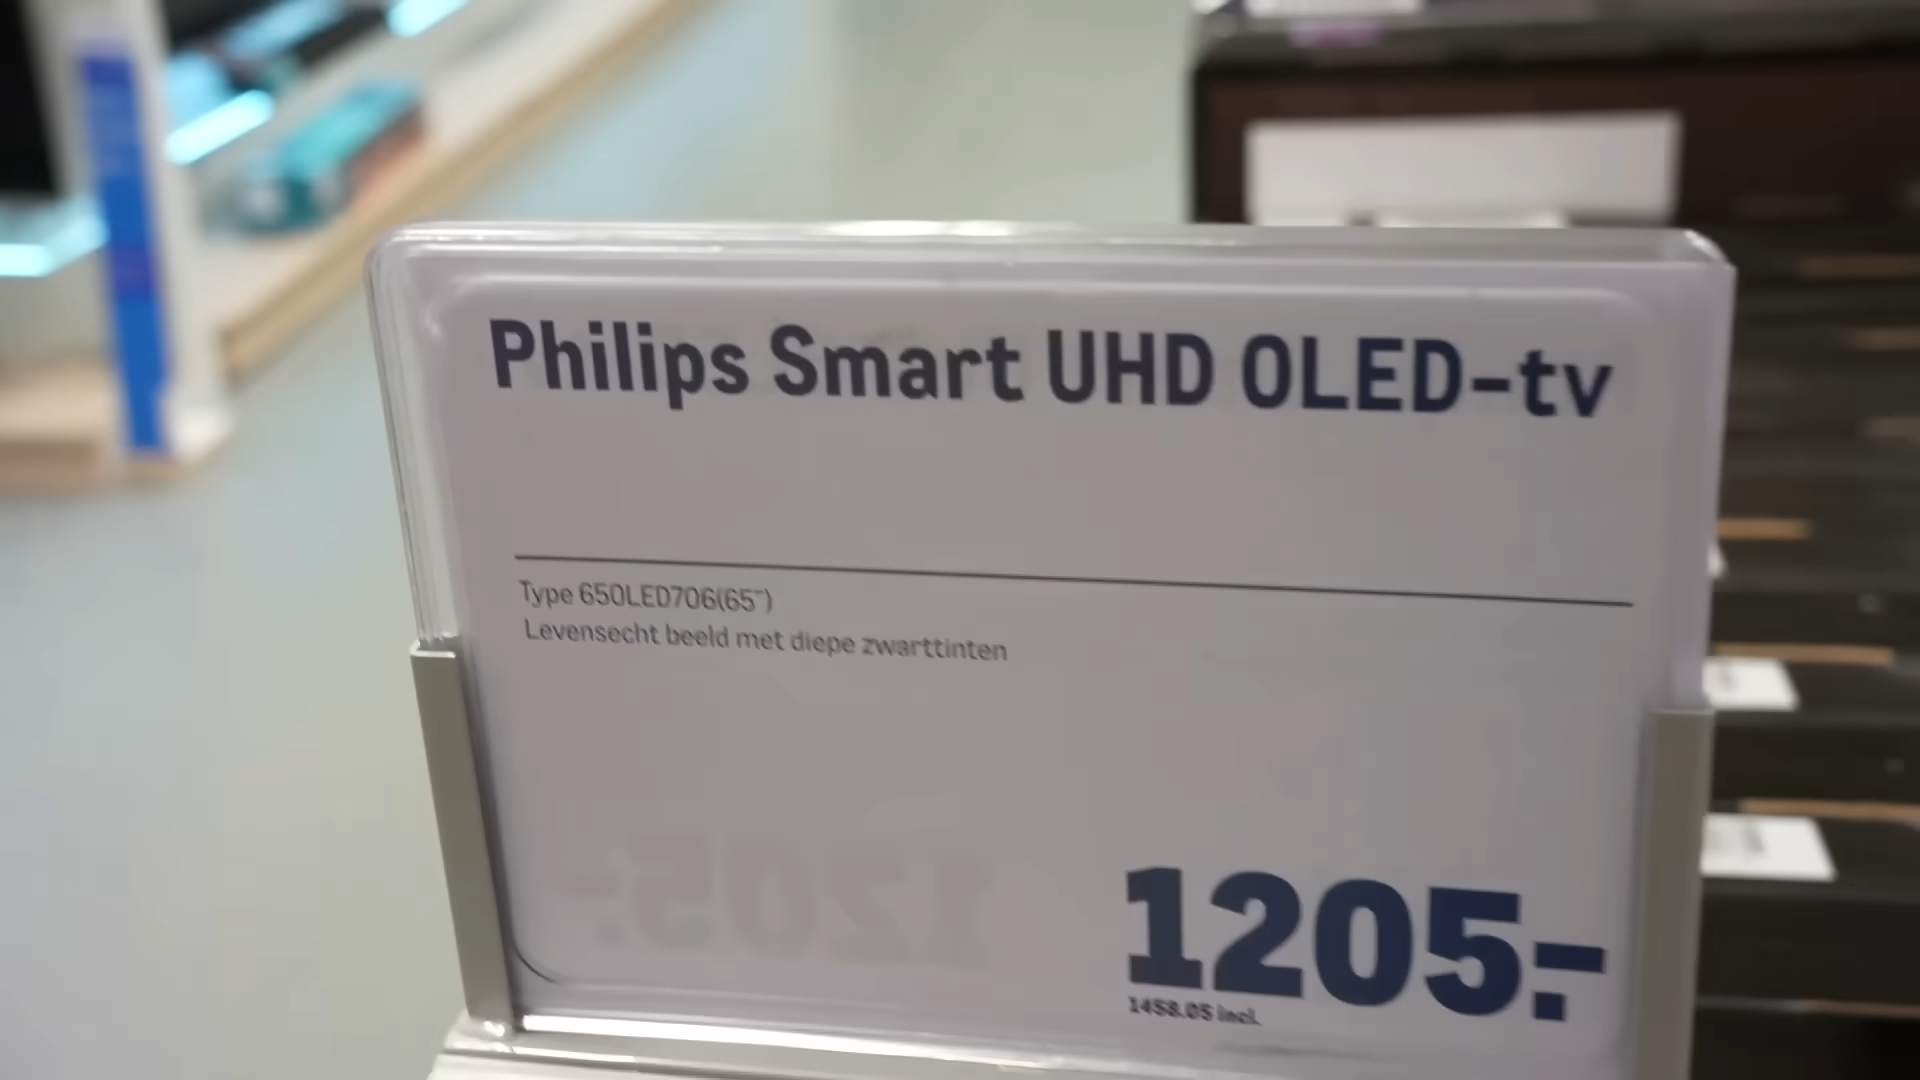 Philips Smart UHD OLED-tv
Type 65OLED706(65")
Levensecht beeld met diepe zwarttinten
1205.-
1458.05 incl.